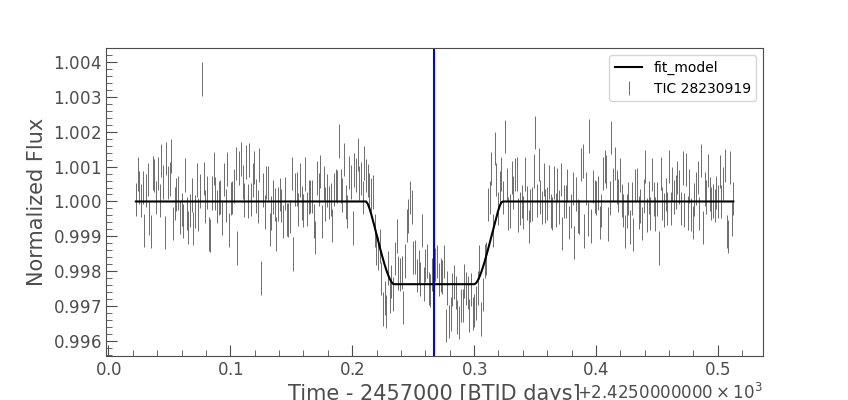 1.004
1.003
1.002
1.001
1.000
0.999
0.998
0.997
0.996
Normalized Flux
fit_model
TIC 28230919
0.0 0.1 0.2 0.3 0.4 0.5
Time - 2457000 [BTJD days]
+2.4250000000 × 10³